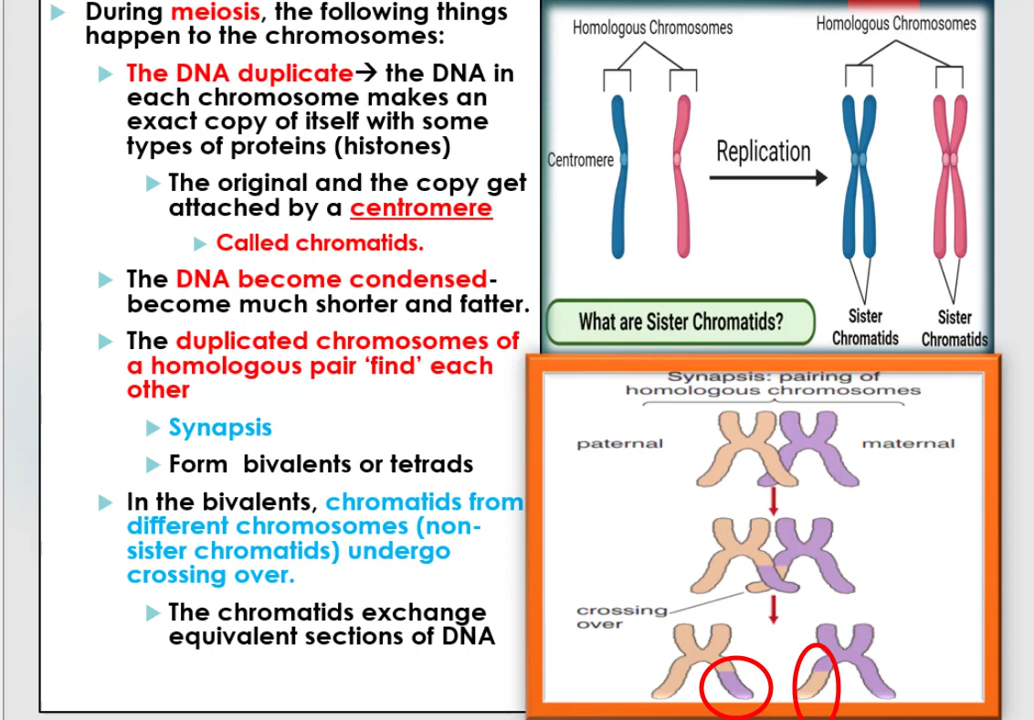 During meiosis, the following things
happen to the chromosomes:
The DNA duplicate→ the DNA in
each chromosome makes an
exact copy of itself with some
types of proteins (histones)
The original and the copy get
attached by a centromere
Called chromatids.
The DNA become condensed-
become much shorter and fatter.
The duplicated chromosomes of
a homologous pair ‘find’ each
other
Synapsis
Form bivalents or tetrads
In the bivalents, chromatids from
different chromosomes (non-
sister chromatids) undergo
crossing over.
The chromatids exchange
equivalent sections of DNA
Homologous Chromosomes
Homologous Chromosomes
Centromere
Replication
What are Sister Chromatids?
Sister
Chromatids
Sister
Chromatids
Synapsis: pairing of
homologous chromosomes
paternal
maternal
crossing
over